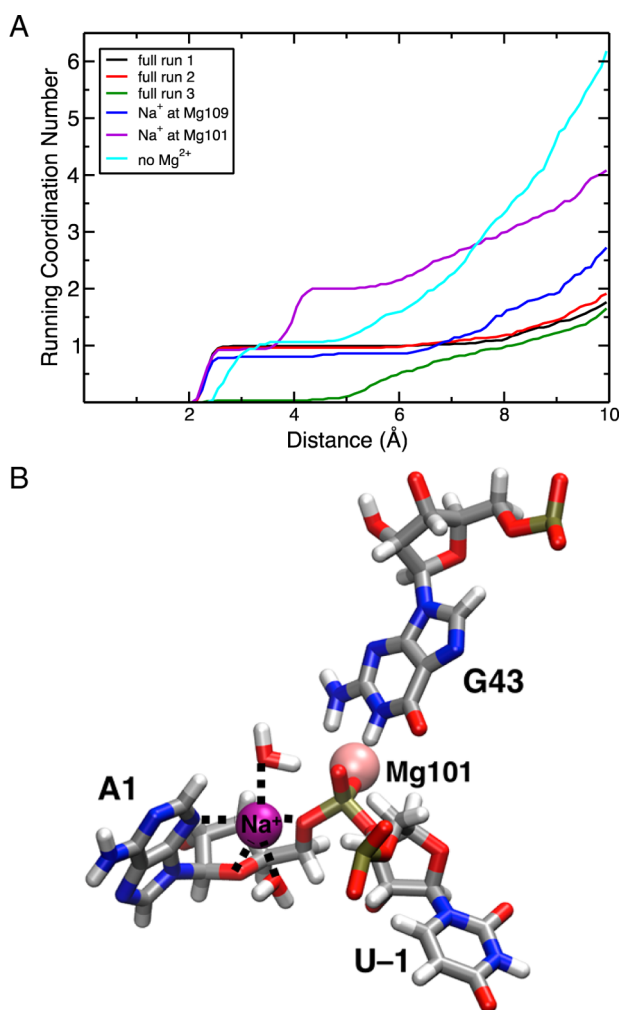 A
Running Coordination Number
6
5
4
3
2
1
full run 1
full run 2
full run 3
Na⁺ at Mg109
Na⁺ at Mg101
no Mg²⁺
2 4 6 8 10
Distance (Å)
B
G43
Mg101
A1
Na⁺
U–1